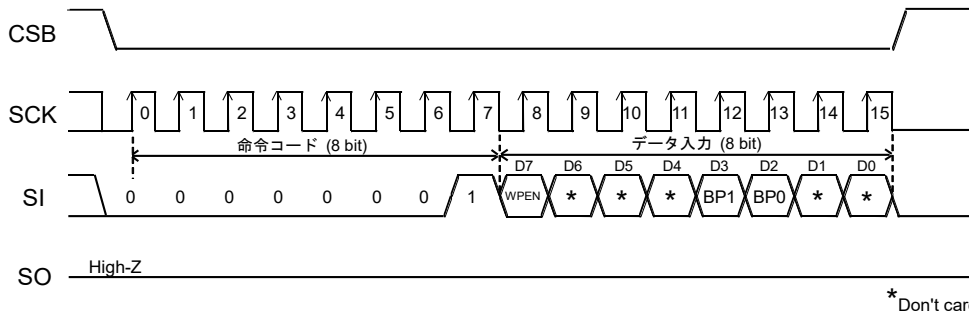 CSB
SCK
0 1 2 3 4 5 6 7 8 9 10 11 12 13 14 15
命令コード (8 bit) データ入力 (8 bit)
D7 D6 D5 D4 D3 D2 D1 D0
SI 0 0 0 0 0 0 0 1 WPEN * * * BP1 BP0 * *
High-Z
SO
*Don't car